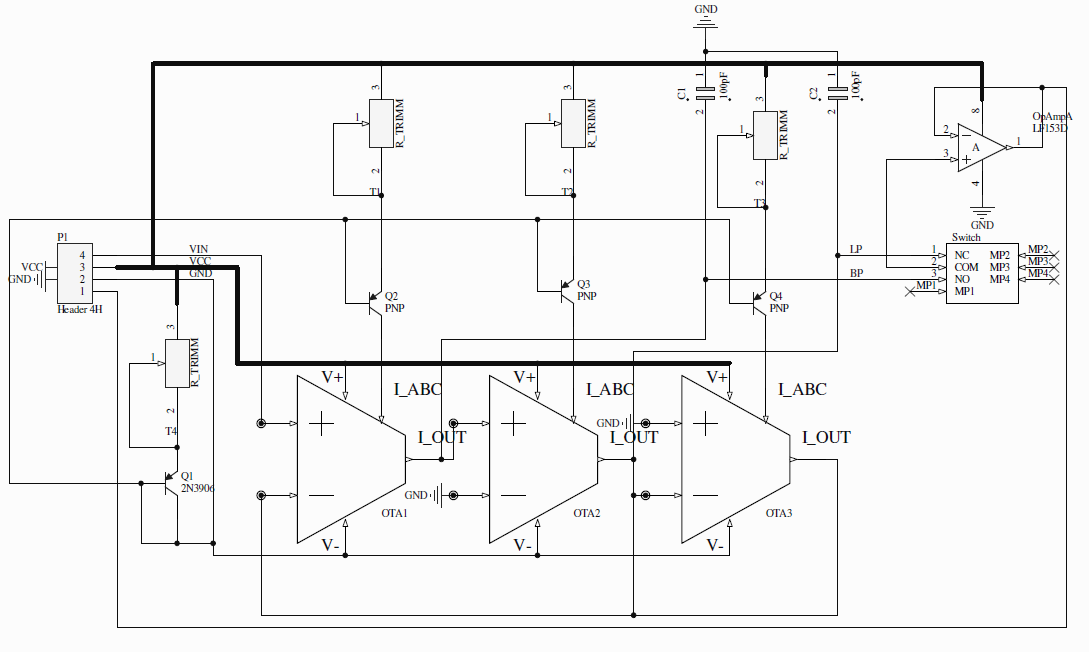 GND
3
3
1
C1
100pF
2
1
C2
100pF
2
3
1
R_TRIMM
2
T1
1
R_TRIMM
2
T2
1
R_TRIMM
2
T3
8
OpAmpA
LF153D
2
A
1
3
4
GND
P1
Switch
4
VIN
3
VCC
2
GND
1
VCC
GND
Header 4H
LP
1
NC
MP2
MP2
2
COM
MP3
MP3
BP
3
NO
MP4
MP4
MP1
MP1
Q2
PNP
Q3
PNP
Q4
PNP
3
1
R_TRIMM
2
T4
V+
I_ABC
V+
I_ABC
V+
I_ABC
I_OUT
GND
I_OUT
I_OUT
Q1
2N3906
GND
OTA1
OTA2
OTA3
V-
V-
V-